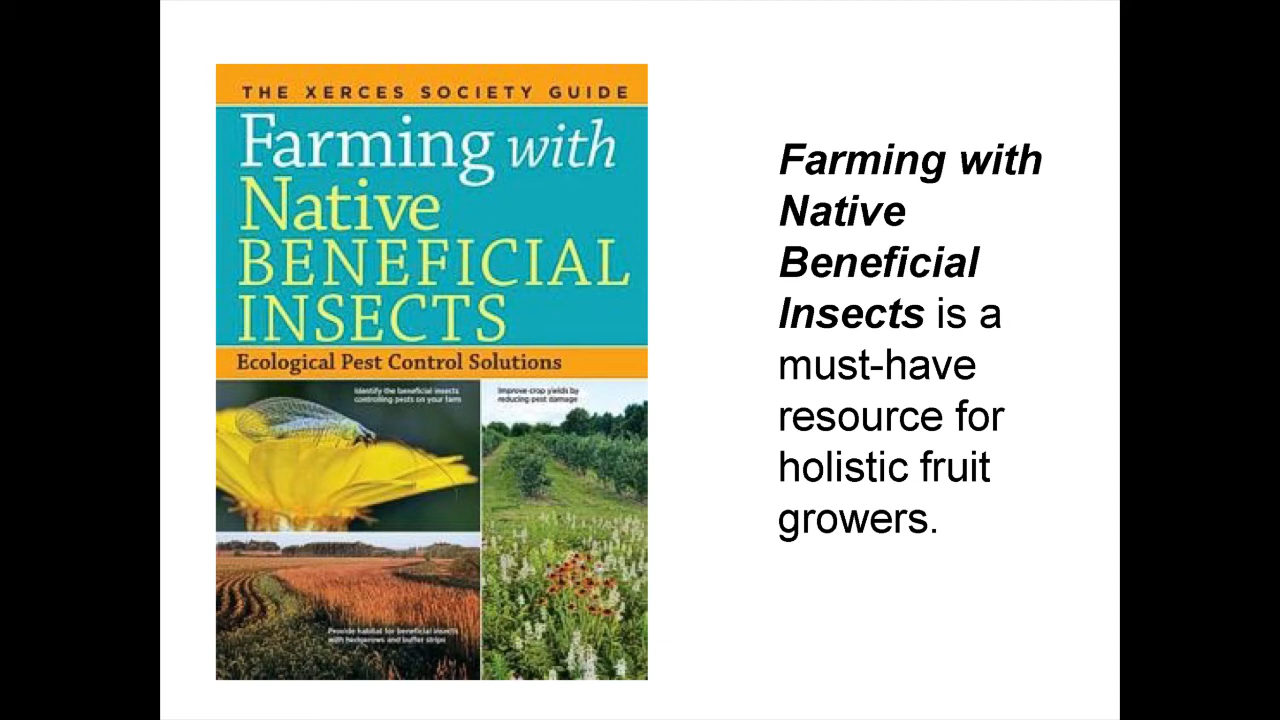 THE XERCES SOCIETY GUIDE
Farming with
Native
BENEFICIAL
INSECTS
Ecological Pest Control Solutions
Identify the beneficial insects
controlling pests on your farm
Improve crop yields by
reducing pest damage
Provide habitat for beneficial insects
with hedgerows and buffer strips
Farming with
Native
Beneficial
Insects is a
must-have
resource for
holistic fruit
growers.